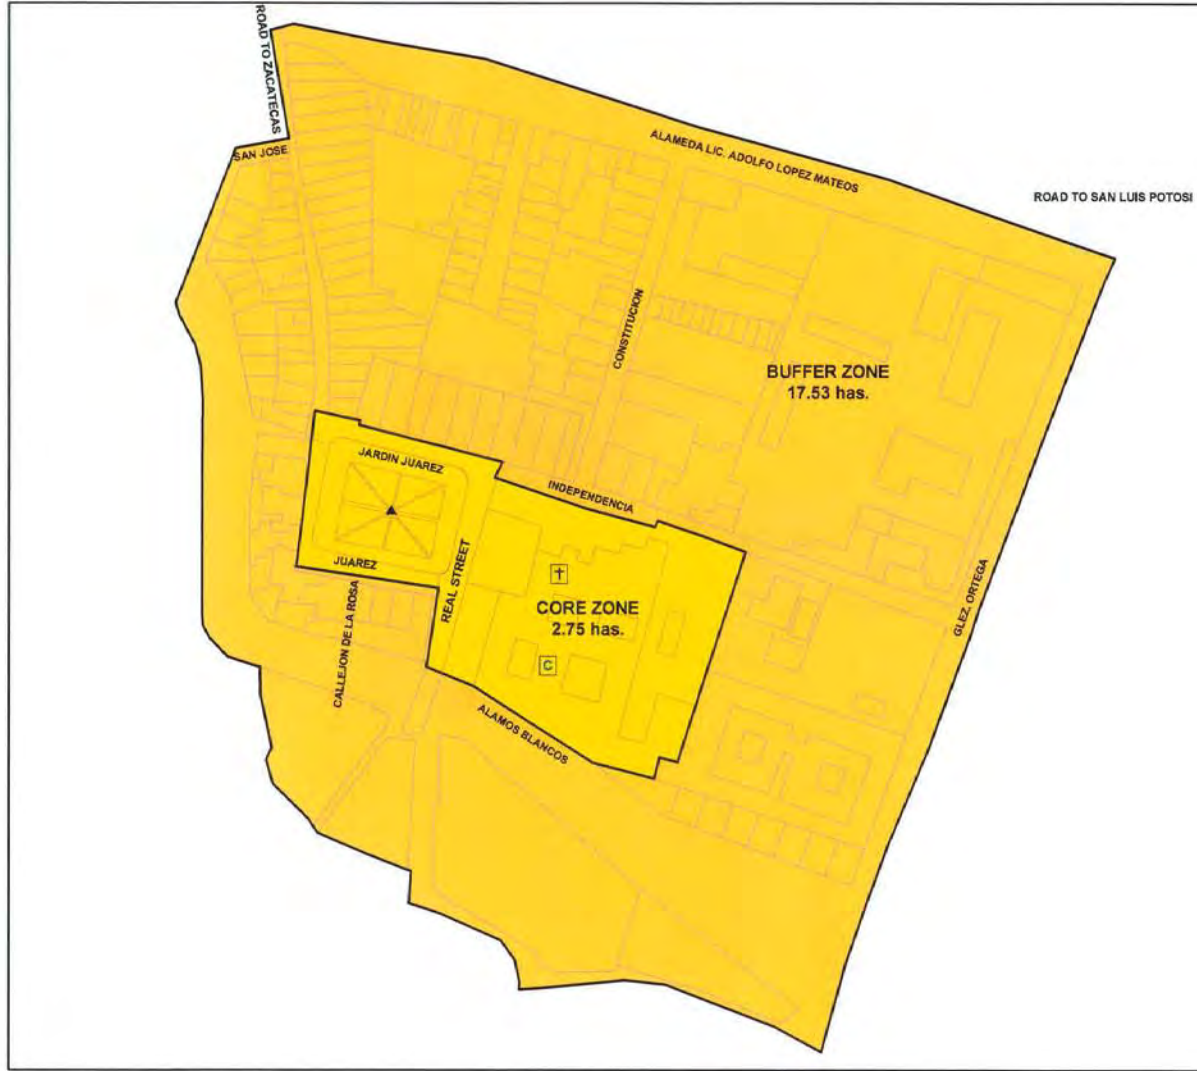 ROAD TO ZACATECAS
SAN JOSE
ALAMEDA LIC. ADOLFO LOPEZ MATEOS
ROAD TO SAN LUIS POTOSI
CONSTITUCION
BUFFER ZONE
17.53 has.
JARDIN JUAREZ
INDEPENDENCIA
JUAREZ
REAL STREET
CORE ZONE
2.75 has.
C
CALLEJON DE LA ROSA
ALAMOS BLANCOS
GLEZ. ORTEGA